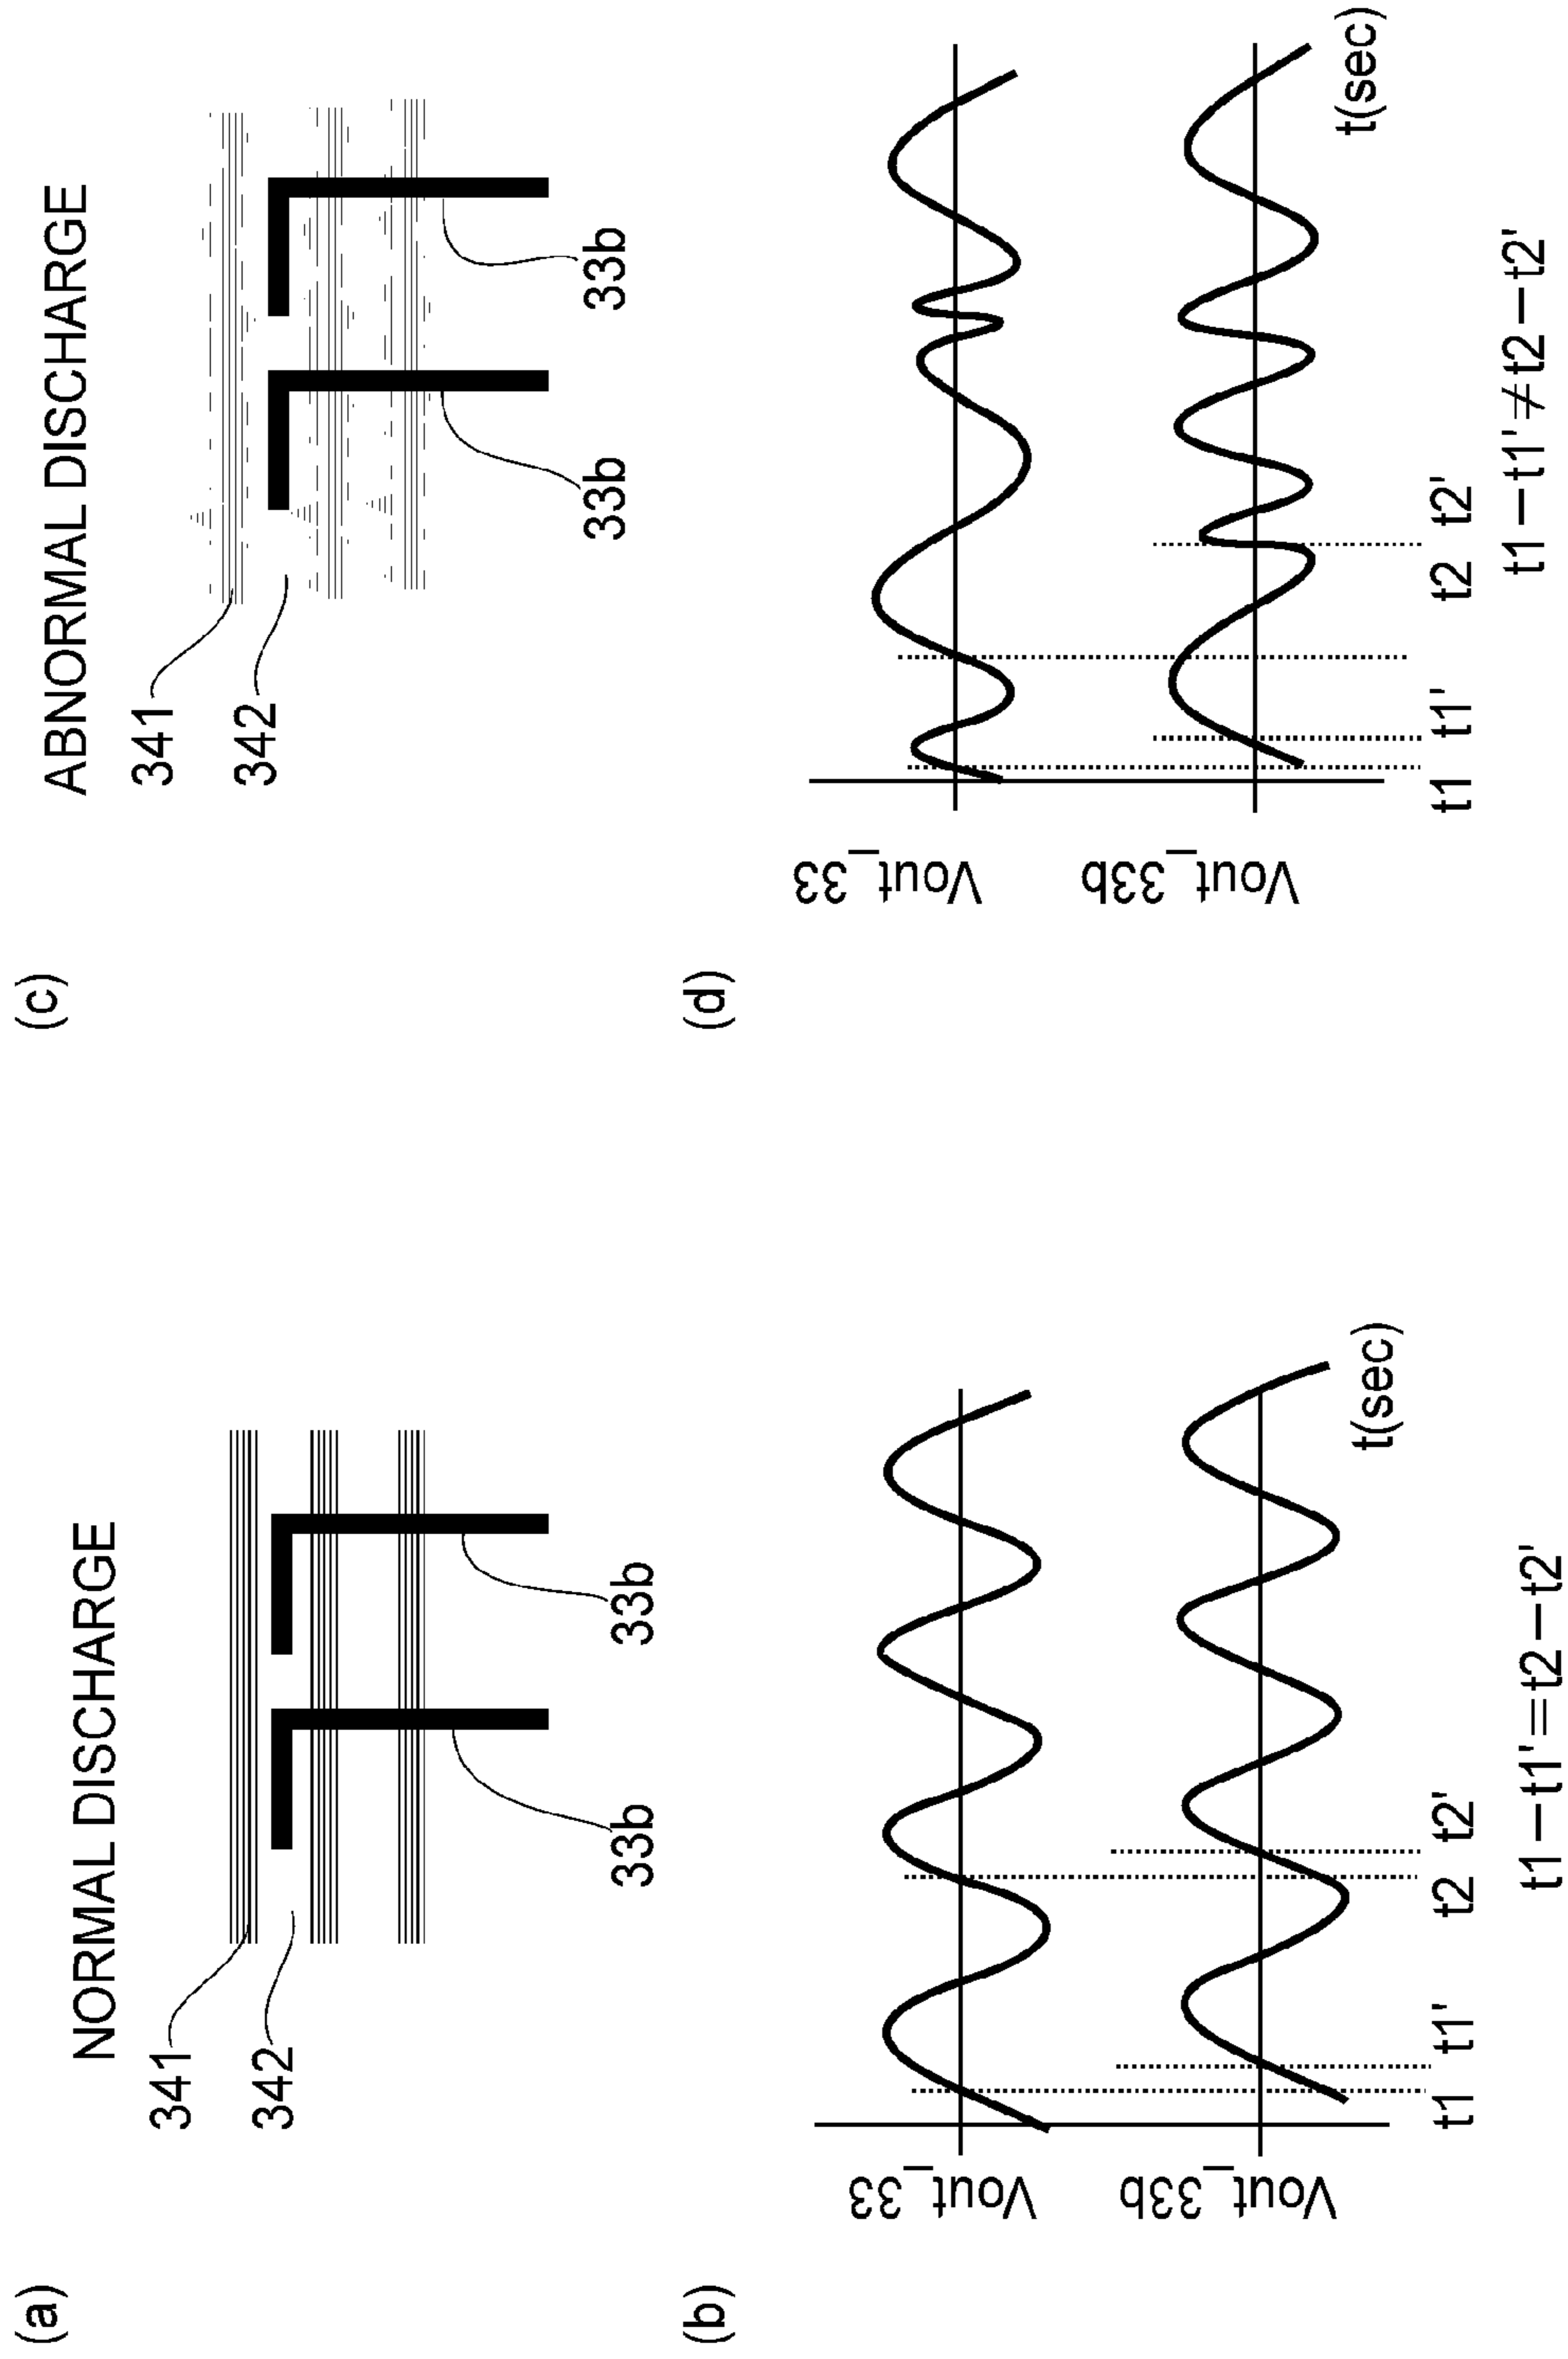 (a)
NORMAL DISCHARGE
341
342
33b
33b
(b)
Vout_33
Vout_33b
t(sec)
t1 t1' t2 t2'
t1−t1'=t2−t2'
(c)
ABNORMAL DISCHARGE
341
342
33b
33b
(d)
Vout_33
Vout_33b
t(sec)
t1 t1' t2 t2'
t1−t1'≠t2−t2'